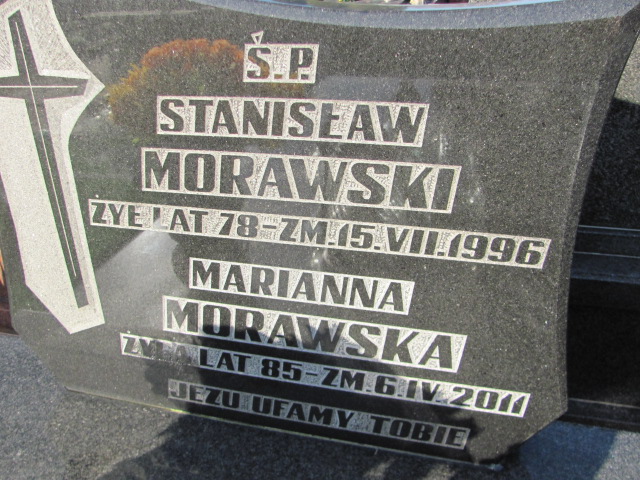 Ś.P.
STANISŁAW
MORAWSKI
ŻYŁ LAT 78-ZM.15.VII.1996
MARIANNA
MORAWSKA
ŻYŁA LAT 85-ZM.6.IV.2011
JEZU UFAMY TOBIE